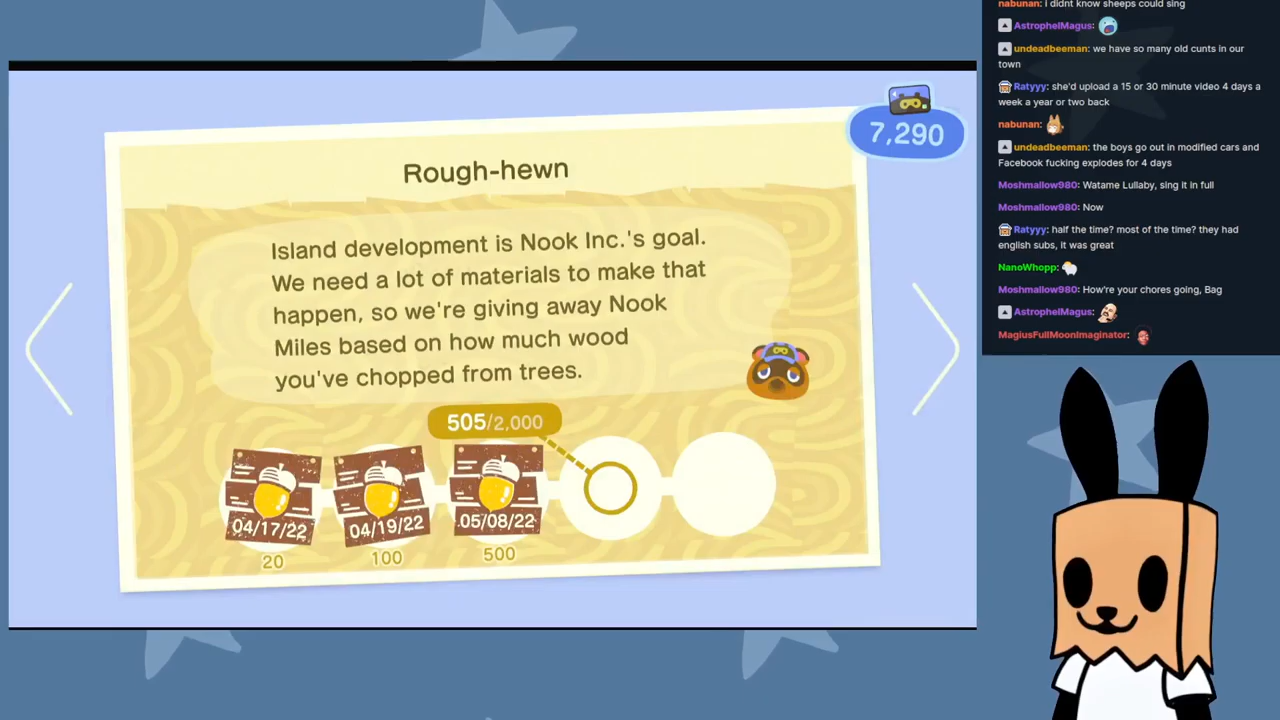 7,290
Rough-hewn
Island development is Nook Inc.'s goal.
We need a lot of materials to make that
happen, so we're giving away Nook
Miles based on how much wood
you've chopped from trees.
505/2,000
04/17/22
04/19/22
05/08/22
20
100
500
nabunan: I didnt know sheeps could sing
AstrophelMagus:
undeadbeeman: we have so many old cunts in our
town
Ratyyy: she'd upload a 15 or 30 minute video 4 days a
week a year or two back
nabunan:
undeadbeeman: the boys go out in modified cars and
Facebook fucking explodes for 4 days
Moshmallow980: Watame Lullaby, sing it in full
Moshmallow980: Now
Ratyyy: half the time? most of the time? they had
english subs, it was great
NanoWhopp:
Moshmallow980: How're your chores going, Bag
AstrophelMagus:
MagiusFullMoonImaginator: